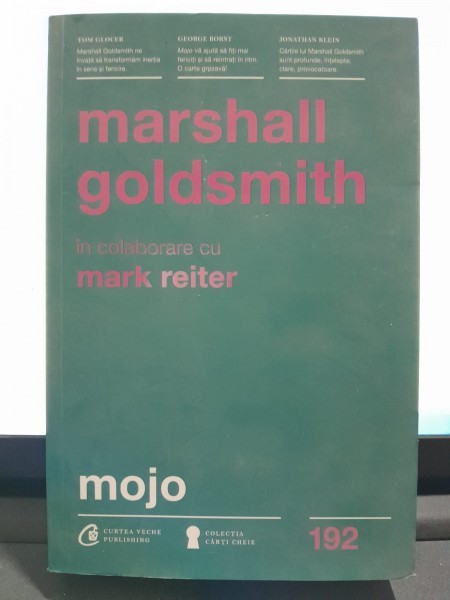 TOM GLOCER
Marshall Goldsmith ne
învață să transformăm inerția
în sens și fericire.
GEORGE BORST
Mojo vă ajută să fiți mai
fericiți și să reintrați în ritm.
O carte grozavă!
JONATHAN KLEIN
Cărțile lui Marshall Goldsmith
sunt profunde, înțelepte,
clare, provocatoare.
marshall
goldsmith
în colaborare cu
mark reiter
mojo
CURTEA VECHE
PUBLISHING
COLECȚIA
CĂRȚI CHEIE
192